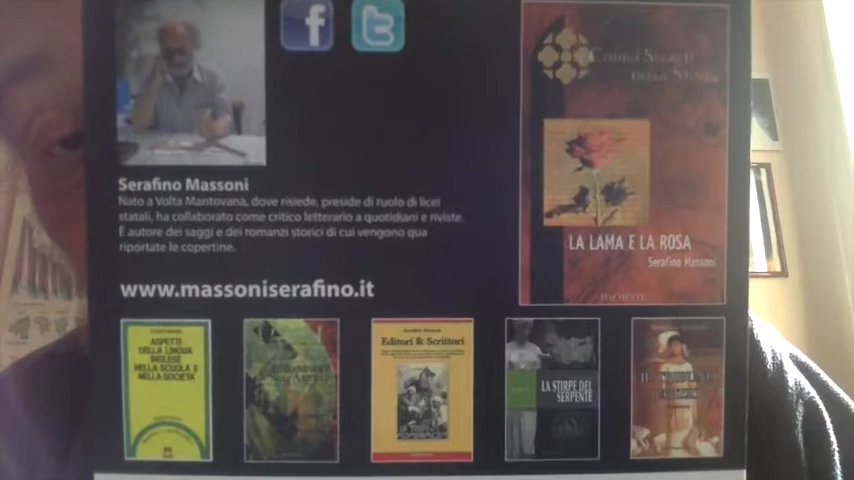 Serafino Massoni
Nato a Volta Mantovana, dove risiede, preside di ruolo di licei
statali, ha collaborato come critico letterario a quotidiani e riviste.
È autore dei saggi e dei romanzi storici di cui vengono qua
riportate le copertine.
www.massoniserafino.it
LA LAMA E LA ROSA
Serafino Massoni
HACHETTE
ASPETTI
DELLA LINGUA
INGLESE
NELLA SCUOLA E
NELLA SOCIETA'
Editori & Scrittori
LA STIRPE DEL
SERPENTE